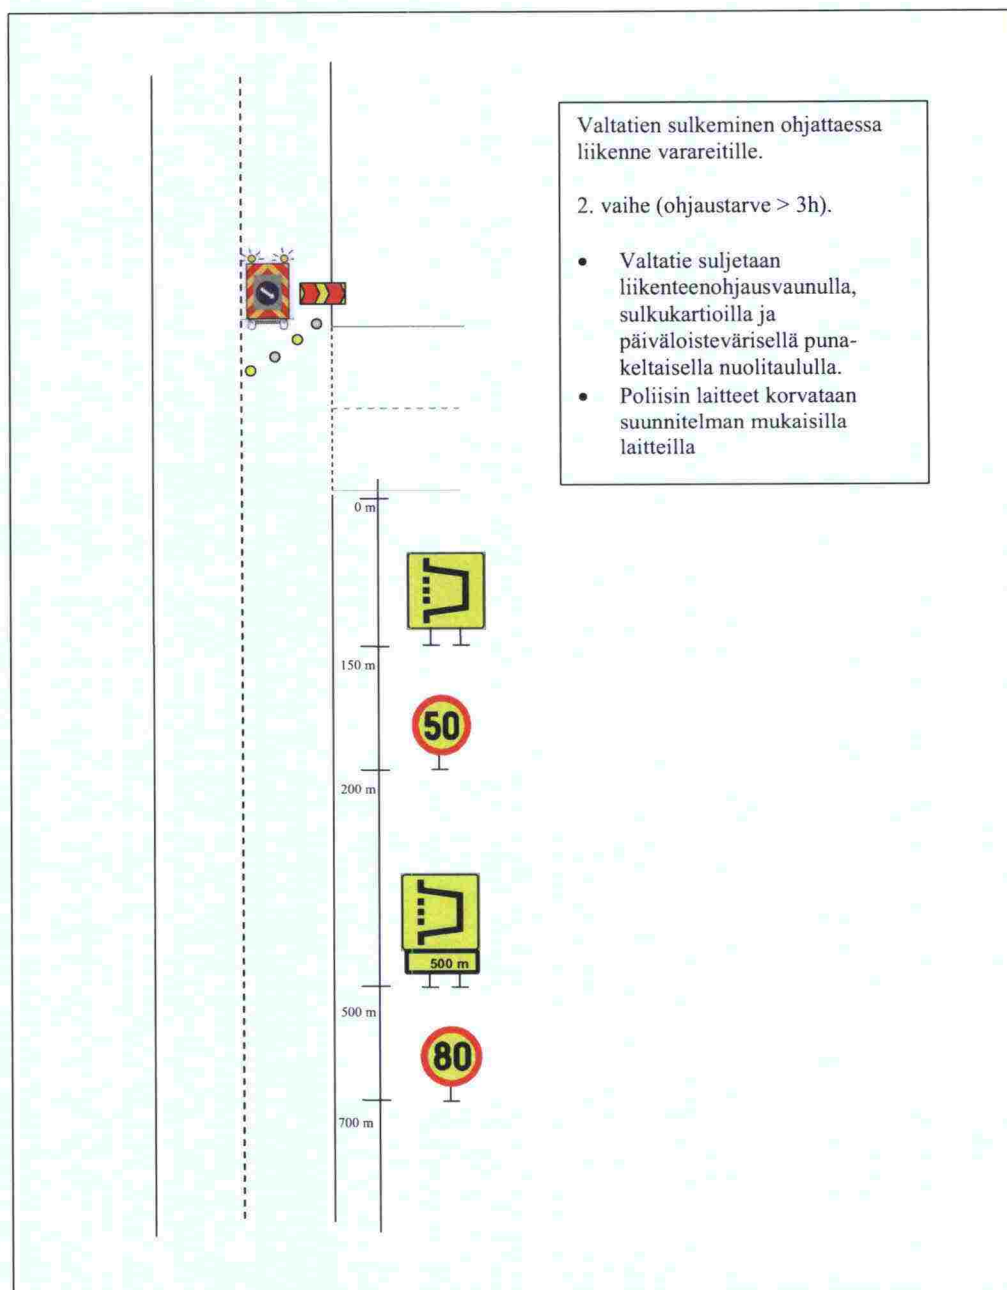 Valtatien sulkeminen ohjattaessa
liikenne varareitille.
2. vaihe (ohjaustarve > 3h).
• Valtatie suljetaan
liikenteenohjausvaunulla,
sulkukartioilla ja
päiväloistevärisellä puna-
keltaisella nuolitaululla.
• Poliisin laitteet korvataan
suunnitelman mukaisilla
laitteilla
0 m
150 m
50
200 m
500 m
500 m
80
700 m